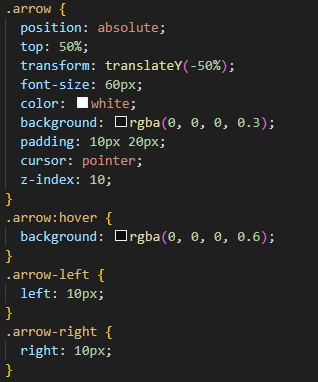 .arrow {
  position: absolute;
  top: 50%;
  transform: translateY(-50%);
  font-size: 60px;
  color: white;
  background: rgba(0, 0, 0, 0.3);
  padding: 10px 20px;
  cursor: pointer;
  z-index: 10;
}
.arrow:hover {
  background: rgba(0, 0, 0, 0.6);
}
.arrow-left {
  left: 10px;
}
.arrow-right {
  right: 10px;
}